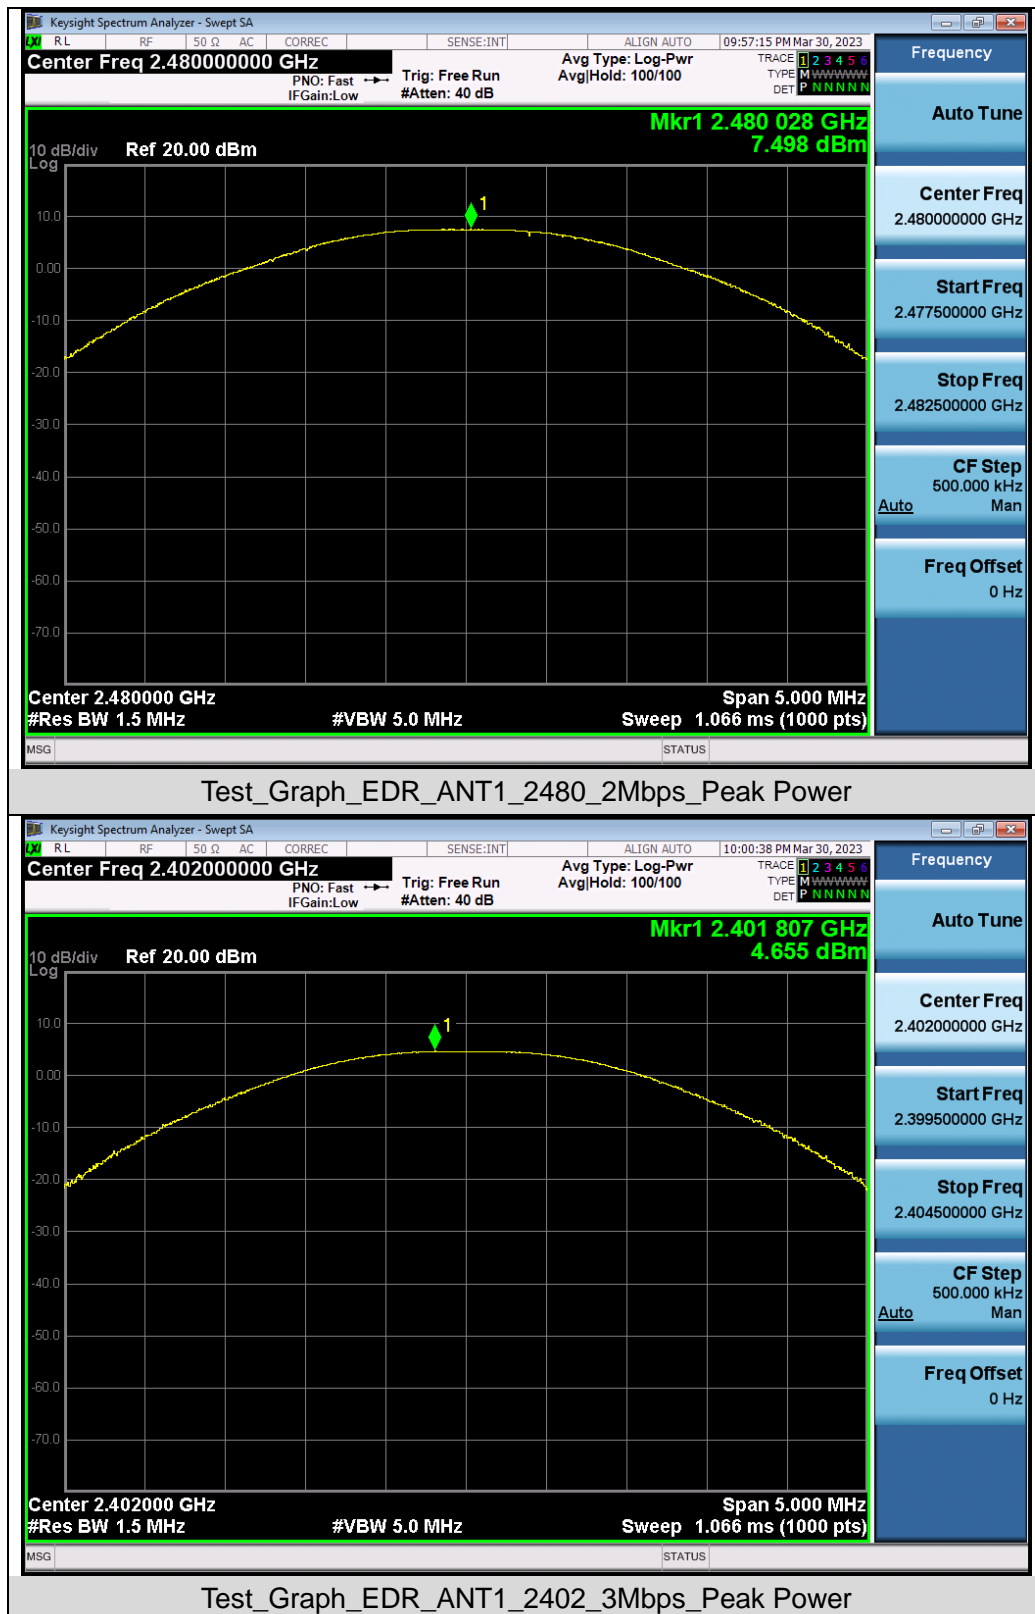 Keysight Spectrum Analyzer - Swept SA
LXI RL RF 50 Ω AC CORREC SENSE:INT ALIGN AUTO 09:57:15 PM Mar 30, 2023
Center Freq 2.480000000 GHz
PNO: Fast
IFGain:Low
Trig: Free Run
#Atten: 40 dB
Avg Type: Log-Pwr
Avg|Hold: 100/100
TRACE 1 2 3 4 5 6
TYPE M WWWWW
DET P N N N N N
Mkr1 2.480 028 GHz
7.498 dBm
10 dB/div Ref 20.00 dBm
Log
1
10.0
0.00
-10.0
-20.0
-30.0
-40.0
-50.0
-60.0
-70.0
Center 2.480000 GHz Span 5.000 MHz
#Res BW 1.5 MHz #VBW 5.0 MHz Sweep 1.066 ms (1000 pts)
MSG STATUS
Frequency
Auto Tune
Center Freq
2.480000000 GHz
Start Freq
2.477500000 GHz
Stop Freq
2.482500000 GHz
CF Step
500.000 kHz
Auto Man
Freq Offset
0 Hz
Test_Graph_EDR_ANT1_2480_2Mbps_Peak Power
Keysight Spectrum Analyzer - Swept SA
LXI RL RF 50 Ω AC CORREC SENSE:INT ALIGN AUTO 10:00:38 PM Mar 30, 2023
Center Freq 2.402000000 GHz
PNO: Fast
IFGain:Low
Trig: Free Run
#Atten: 40 dB
Avg Type: Log-Pwr
Avg|Hold: 100/100
TRACE 1 2 3 4 5 6
TYPE M WWWWW
DET P N N N N N
Mkr1 2.401 807 GHz
4.655 dBm
10 dB/div Ref 20.00 dBm
Log
1
10.0
0.00
-10.0
-20.0
-30.0
-40.0
-50.0
-60.0
-70.0
Center 2.402000 GHz Span 5.000 MHz
#Res BW 1.5 MHz #VBW 5.0 MHz Sweep 1.066 ms (1000 pts)
MSG STATUS
Frequency
Auto Tune
Center Freq
2.402000000 GHz
Start Freq
2.399500000 GHz
Stop Freq
2.404500000 GHz
CF Step
500.000 kHz
Auto Man
Freq Offset
0 Hz
Test_Graph_EDR_ANT1_2402_3Mbps_Peak Power